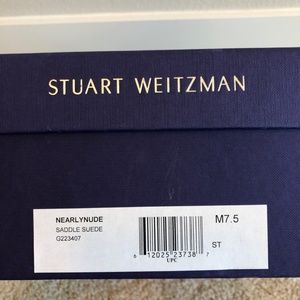 STUART WEITZMAN
NEARLYNUDE
SADDLE SUEDE
G223407
M7.5
ST
6 12025 23738 7
UPC